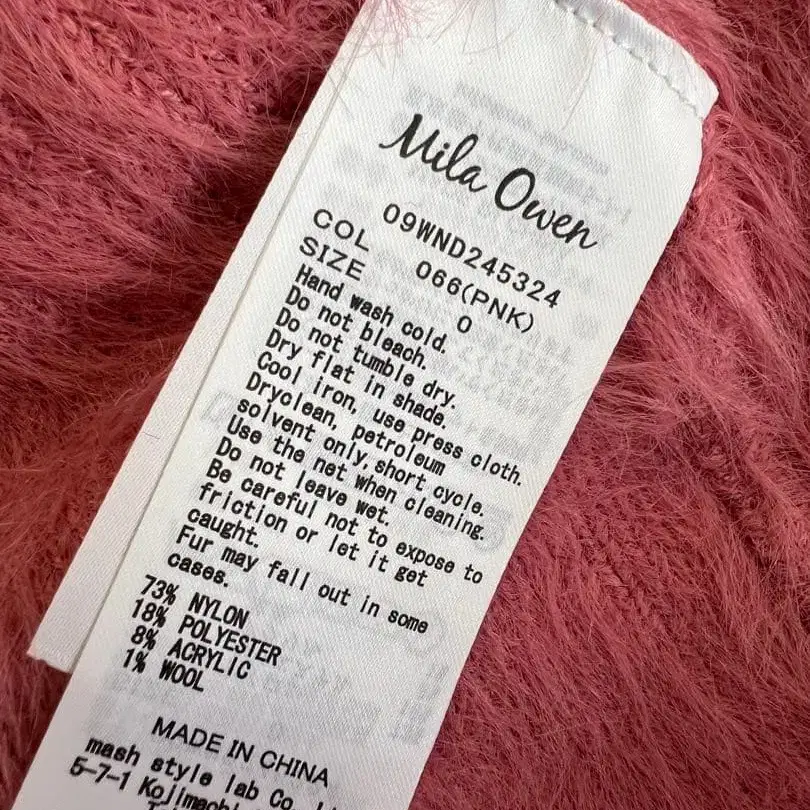 Mila Owen
09WND245324
COL 066(PNK)
SIZE 0
Hand wash cold.
Do not bleach.
Do not tumble dry.
Dry flat in shade.
Cool iron, use press cloth.
Dryclean, petroleum
solvent only, short cycle.
Use the net when cleaning.
Do not leave wet.
Be careful not to expose to
friction or let it get
caught.
Fur may fall out in some
cases.
73% NYLON
18% POLYESTER
8% ACRYLIC
1% WOOL
MADE IN CHINA
mash style lab Co.
5-7-1 Kojimachi